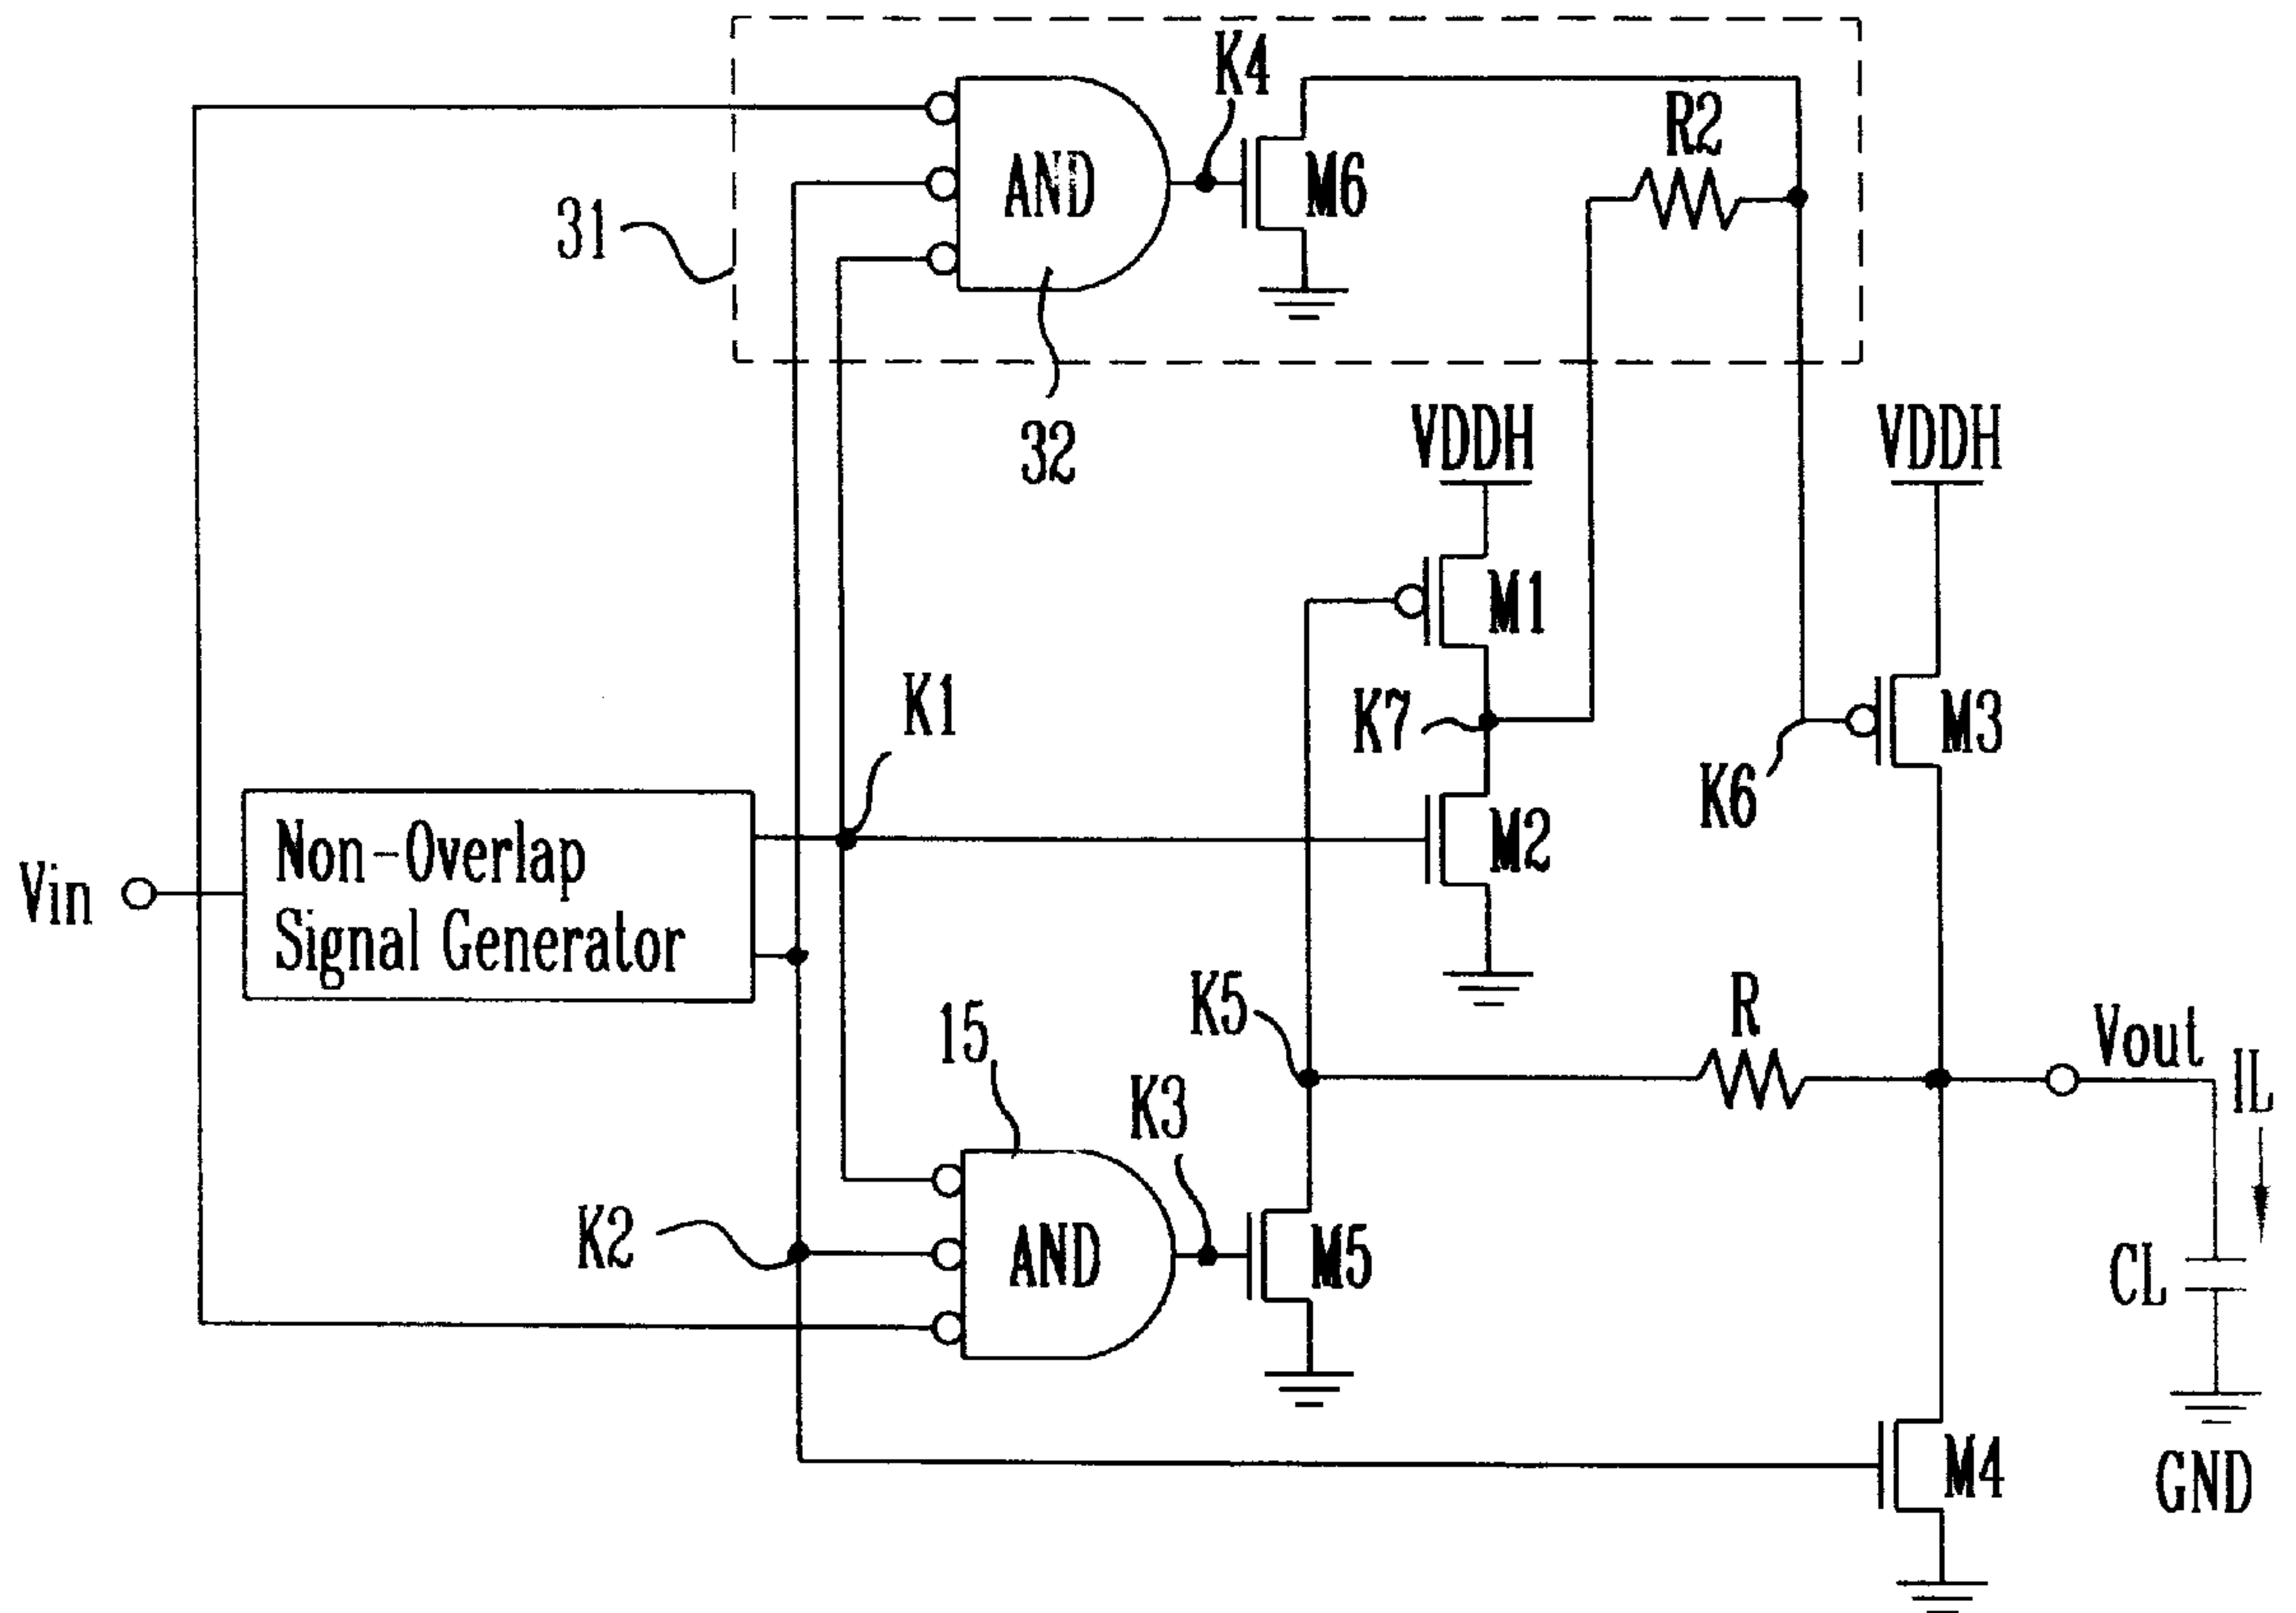 K4
R2
AND
M6
31
32
VDDH
VDDH
M1
K1
K7
M3
K6
Non-Overlap
Signal Generator
M2
Vin
K5
R
Vout
IL
15
K3
K2
AND
M5
CL
M4
GND